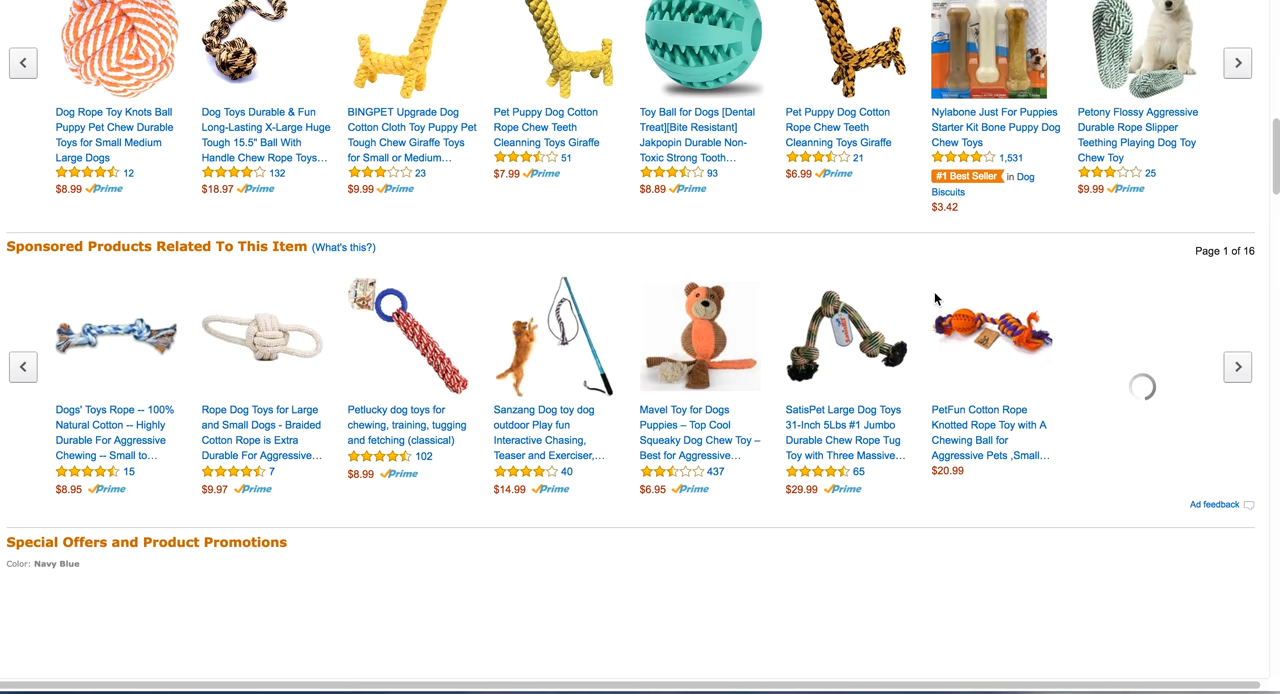 Dog Rope Toy Knots Ball
Puppy Pet Chew Durable
Toys for Small Medium
Large Dogs
12
$8.99 Prime
Dog Toys Durable & Fun
Long-Lasting X-Large Huge
Tough 15.5" Ball With
Handle Chew Rope Toys…
132
$18.97 Prime
BINGPET Upgrade Dog
Cotton Cloth Toy Puppy Pet
Tough Chew Giraffe Toys
for Small or Medium…
23
$9.99 Prime
Pet Puppy Dog Cotton
Rope Chew Teeth
Cleanning Toys Giraffe
51
$7.99 Prime
Toy Ball for Dogs [Dental
Treat][Bite Resistant]
Jakpopin Durable Non-
Toxic Strong Tooth…
93
$8.89 Prime
Pet Puppy Dog Cotton
Rope Chew Teeth
Cleanning Toys Giraffe
21
$6.99 Prime
Nylabone Just For Puppies
Starter Kit Bone Puppy Dog
Chew Toys
1,531
#1 Best Seller in Dog
Biscuits
$3.42
Petony Flossy Aggressive
Durable Rope Slipper
Teething Playing Dog Toy
Chew Toy
25
$9.99 Prime
Sponsored Products Related To This Item (What's this?)
Page 1 of 16
Dogs' Toys Rope -- 100%
Natural Cotton -- Highly
Durable For Aggressive
Chewing -- Small to…
15
$8.95 Prime
Rope Dog Toys for Large
and Small Dogs - Braided
Cotton Rope is Extra
Durable For Aggressive…
7
$9.97 Prime
Petlucky dog toys for
chewing, training, tugging
and fetching (classical)
102
$8.99 Prime
Sanzang Dog toy dog
outdoor Play fun
Interactive Chasing,
Teaser and Exerciser,…
40
$14.99 Prime
Mavel Toy for Dogs
Puppies – Top Cool
Squeaky Dog Chew Toy –
Best for Aggressive…
437
$6.95 Prime
SatisPet Large Dog Toys
31-Inch 5Lbs #1 Jumbo
Durable Chew Rope Tug
Toy with Three Massive…
65
$29.99 Prime
PetFun Cotton Rope
Knotted Rope Toy with A
Chewing Ball for
Aggressive Pets ,Small…
$20.99
Ad feedback
Special Offers and Product Promotions
Color: Navy Blue